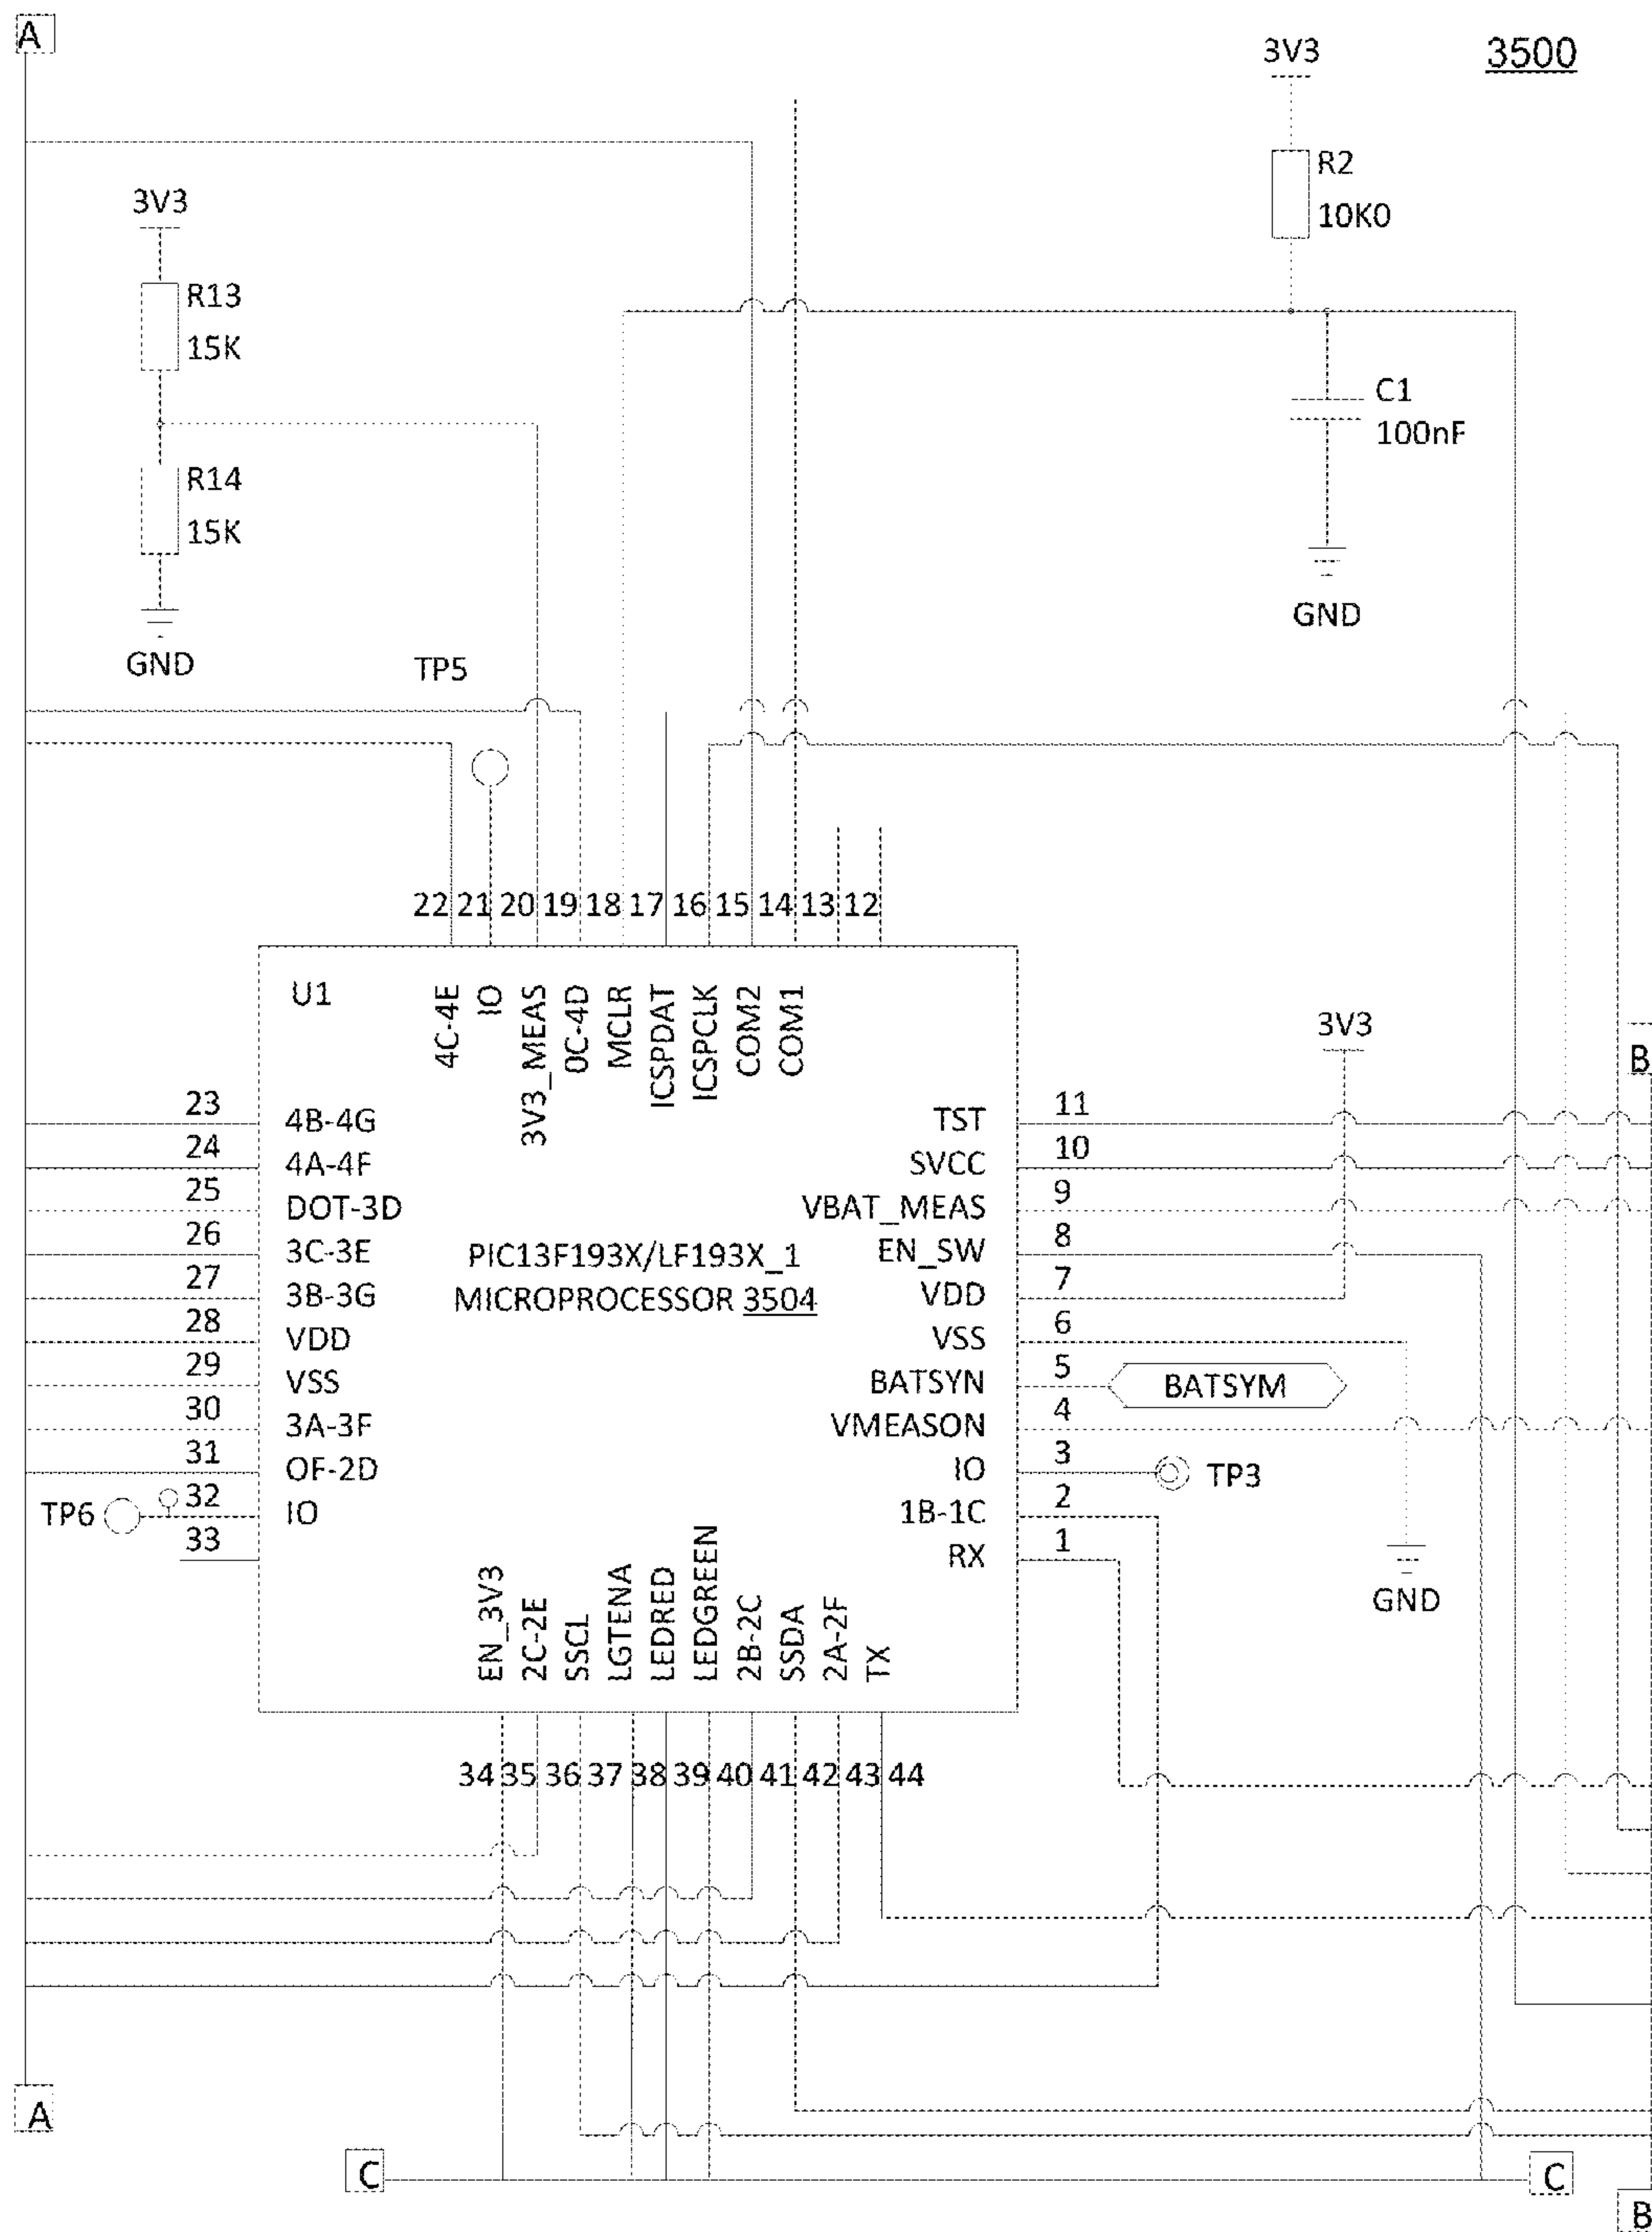 A
3V3
3500
R2
10K0
3V3
R13
15K
C1
100nF
R14
15K
GND
GND
TP5
22 21 20 19 18 17 16 15 14 13 12
U1
4C-4E
IO
3V3_MEAS
0C-4D
MCLR
ICSPDAT
ICSPCLK
COM2
COM1
3V3
B
23
4B-4G
24
4A-4F
25
DOT-3D
26
3C-3E
27
3B-3G
28
VDD
29
VSS
30
3A-3F
31
OF-2D
TP6
32
IO
33
PIC13F193X/LF193X_1
MICROPROCESSOR 3504
TST
11
SVCC
10
VBAT_MEAS
9
EN_SW
8
VDD
7
VSS
6
BATSYN
5
BATSYM
VMEASON
4
IO
3
TP3
1B-1C
2
RX
1
GND
EN_3V3
2C-2E
SSCL
LGTENA
LEDRED
LEDGREEN
2B-2C
SSDA
2A-2F
TX
34 35 36 37 38 39 40 41 42 43 44
A
C
C
B